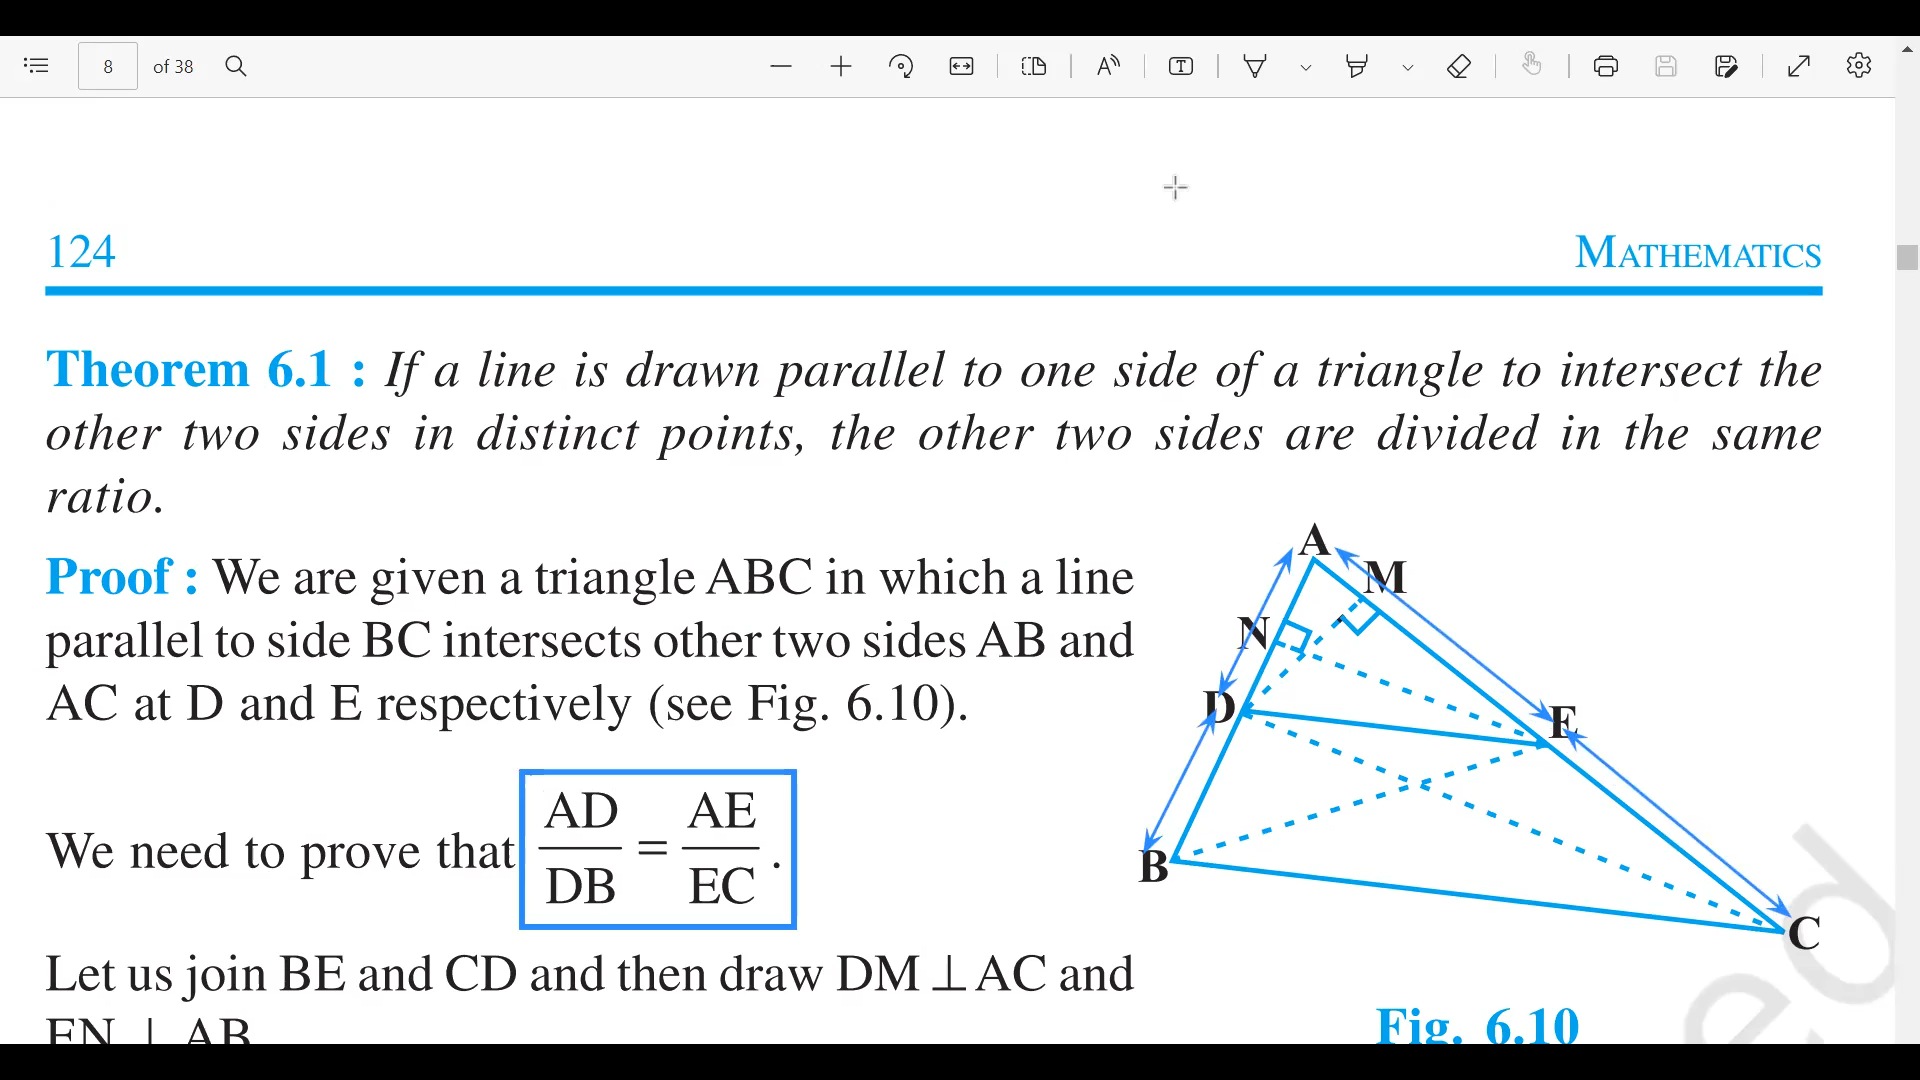 8 of 38
124 MATHEMATICS
Theorem 6.1 : If a line is drawn parallel to one side of a triangle to intersect the
other two sides in distinct points, the other two sides are divided in the same
ratio.
Proof : We are given a triangle ABC in which a line
parallel to side BC intersects other two sides AB and
AC at D and E respectively (see Fig. 6.10).
We need to prove that AD/DB = AE/EC .
Let us join BE and CD and then draw DM ⊥ AC and
EN ⊥ AB.
A
M
N
D
E
B
C
Fig. 6.10
ed